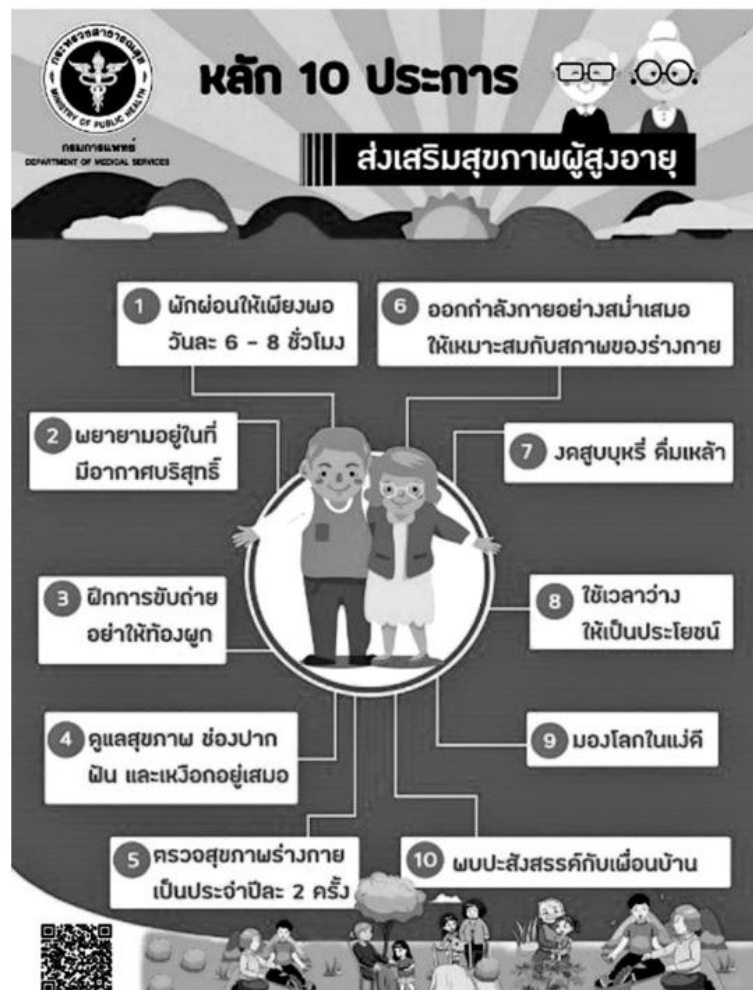 กระทรวงสาธารณสุข
MINISTRY OF PUBLIC HEALTH
กรมการแพทย์
DEPARTMENT OF MEDICAL SERVICES
หลัก 10 ประการ
ส่งเสริมสุขภาพผู้สูงอายุ
1 พักผ่อนให้เพียงพอ
วันละ 6 - 8 ชั่วโมง
2 พยายามอยู่ในที่
มีอากาศบริสุทธิ์
3 ฝึกการขับถ่าย
อย่าให้ท้องผูก
4 ดูแลสุขภาพ ช่องปาก
ฟัน และเหงือกอยู่เสมอ
5 ตรวจสุขภาพร่างกาย
เป็นประจำปีละ 2 ครั้ง
6 ออกกำลังกายอย่างสม่ำเสมอ
ให้เหมาะสมกับสภาพของร่างกาย
7 งดสูบบุหรี่ ดื่มเหล้า
8 ใช้เวลาว่าง
ให้เป็นประโยชน์
9 มองโลกในแง่ดี
10 พบปะสังสรรค์กับเพื่อนบ้าน